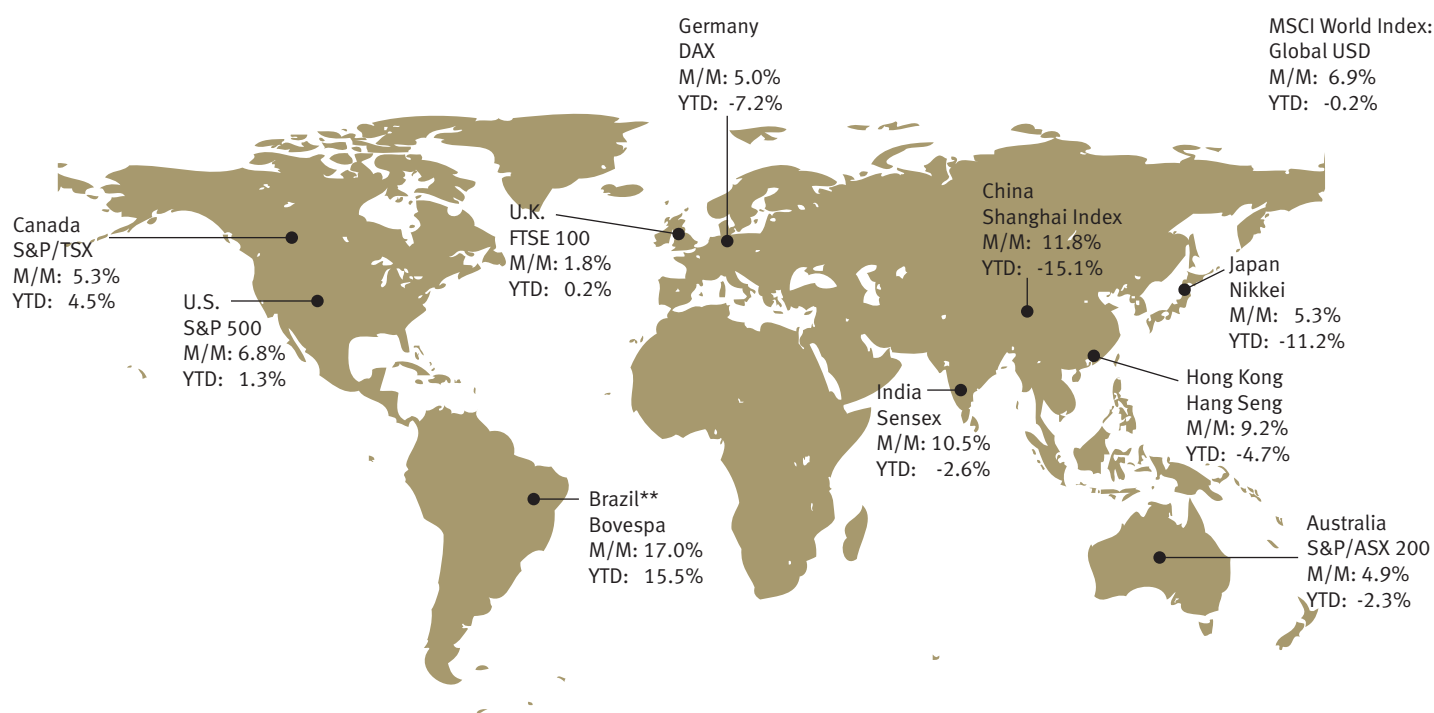 Germany
DAX
M/M: 5.0%
YTD: -7.2%
MSCI World Index:
Global USD
M/M: 6.9%
YTD: -0.2%
China
Shanghai Index
M/M: 11.8%
YTD: -15.1%
Canada
S&P/TSX
M/M: 5.3%
YTD: 4.5%
U.K.
FTSE 100
M/M: 1.8%
YTD: 0.2%
Japan
Nikkei
M/M: 5.3%
YTD: -11.2%
U.S.
S&P 500
M/M: 6.8%
YTD: 1.3%
Hong Kong
Hang Seng
M/M: 9.2%
YTD: -4.7%
India
Sensex
M/M: 10.5%
YTD: -2.6%
Brazil**
Bovespa
M/M: 17.0%
YTD: 15.5%
Australia
S&P/ASX 200
M/M: 4.9%
YTD: -2.3%